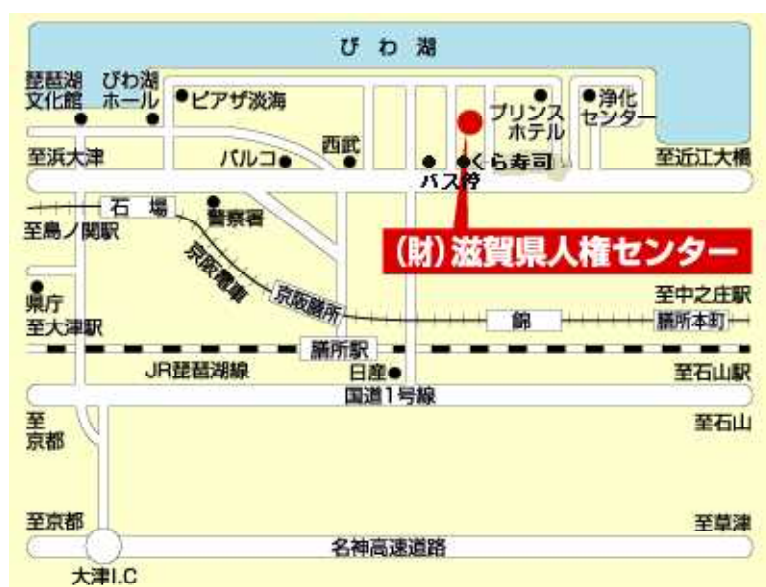 びわ湖
琵琶湖
文化館
びわ湖
ホール
ピアザ淡海
プリンス
ホテル
浄化
センター
至浜大津
パルコ
西武
くら寿司
至近江大橋
バス停
石場
警察署
至島ノ関駅
(財)滋賀県人権センター
京阪電車
県庁
京阪膳所
至中之庄駅
至大津駅
錦
膳所本町
膳所駅
JR琵琶湖線
日産
至石山駅
国道1号線
至
京都
至石山
至京都
至草津
名神高速道路
大津I.C